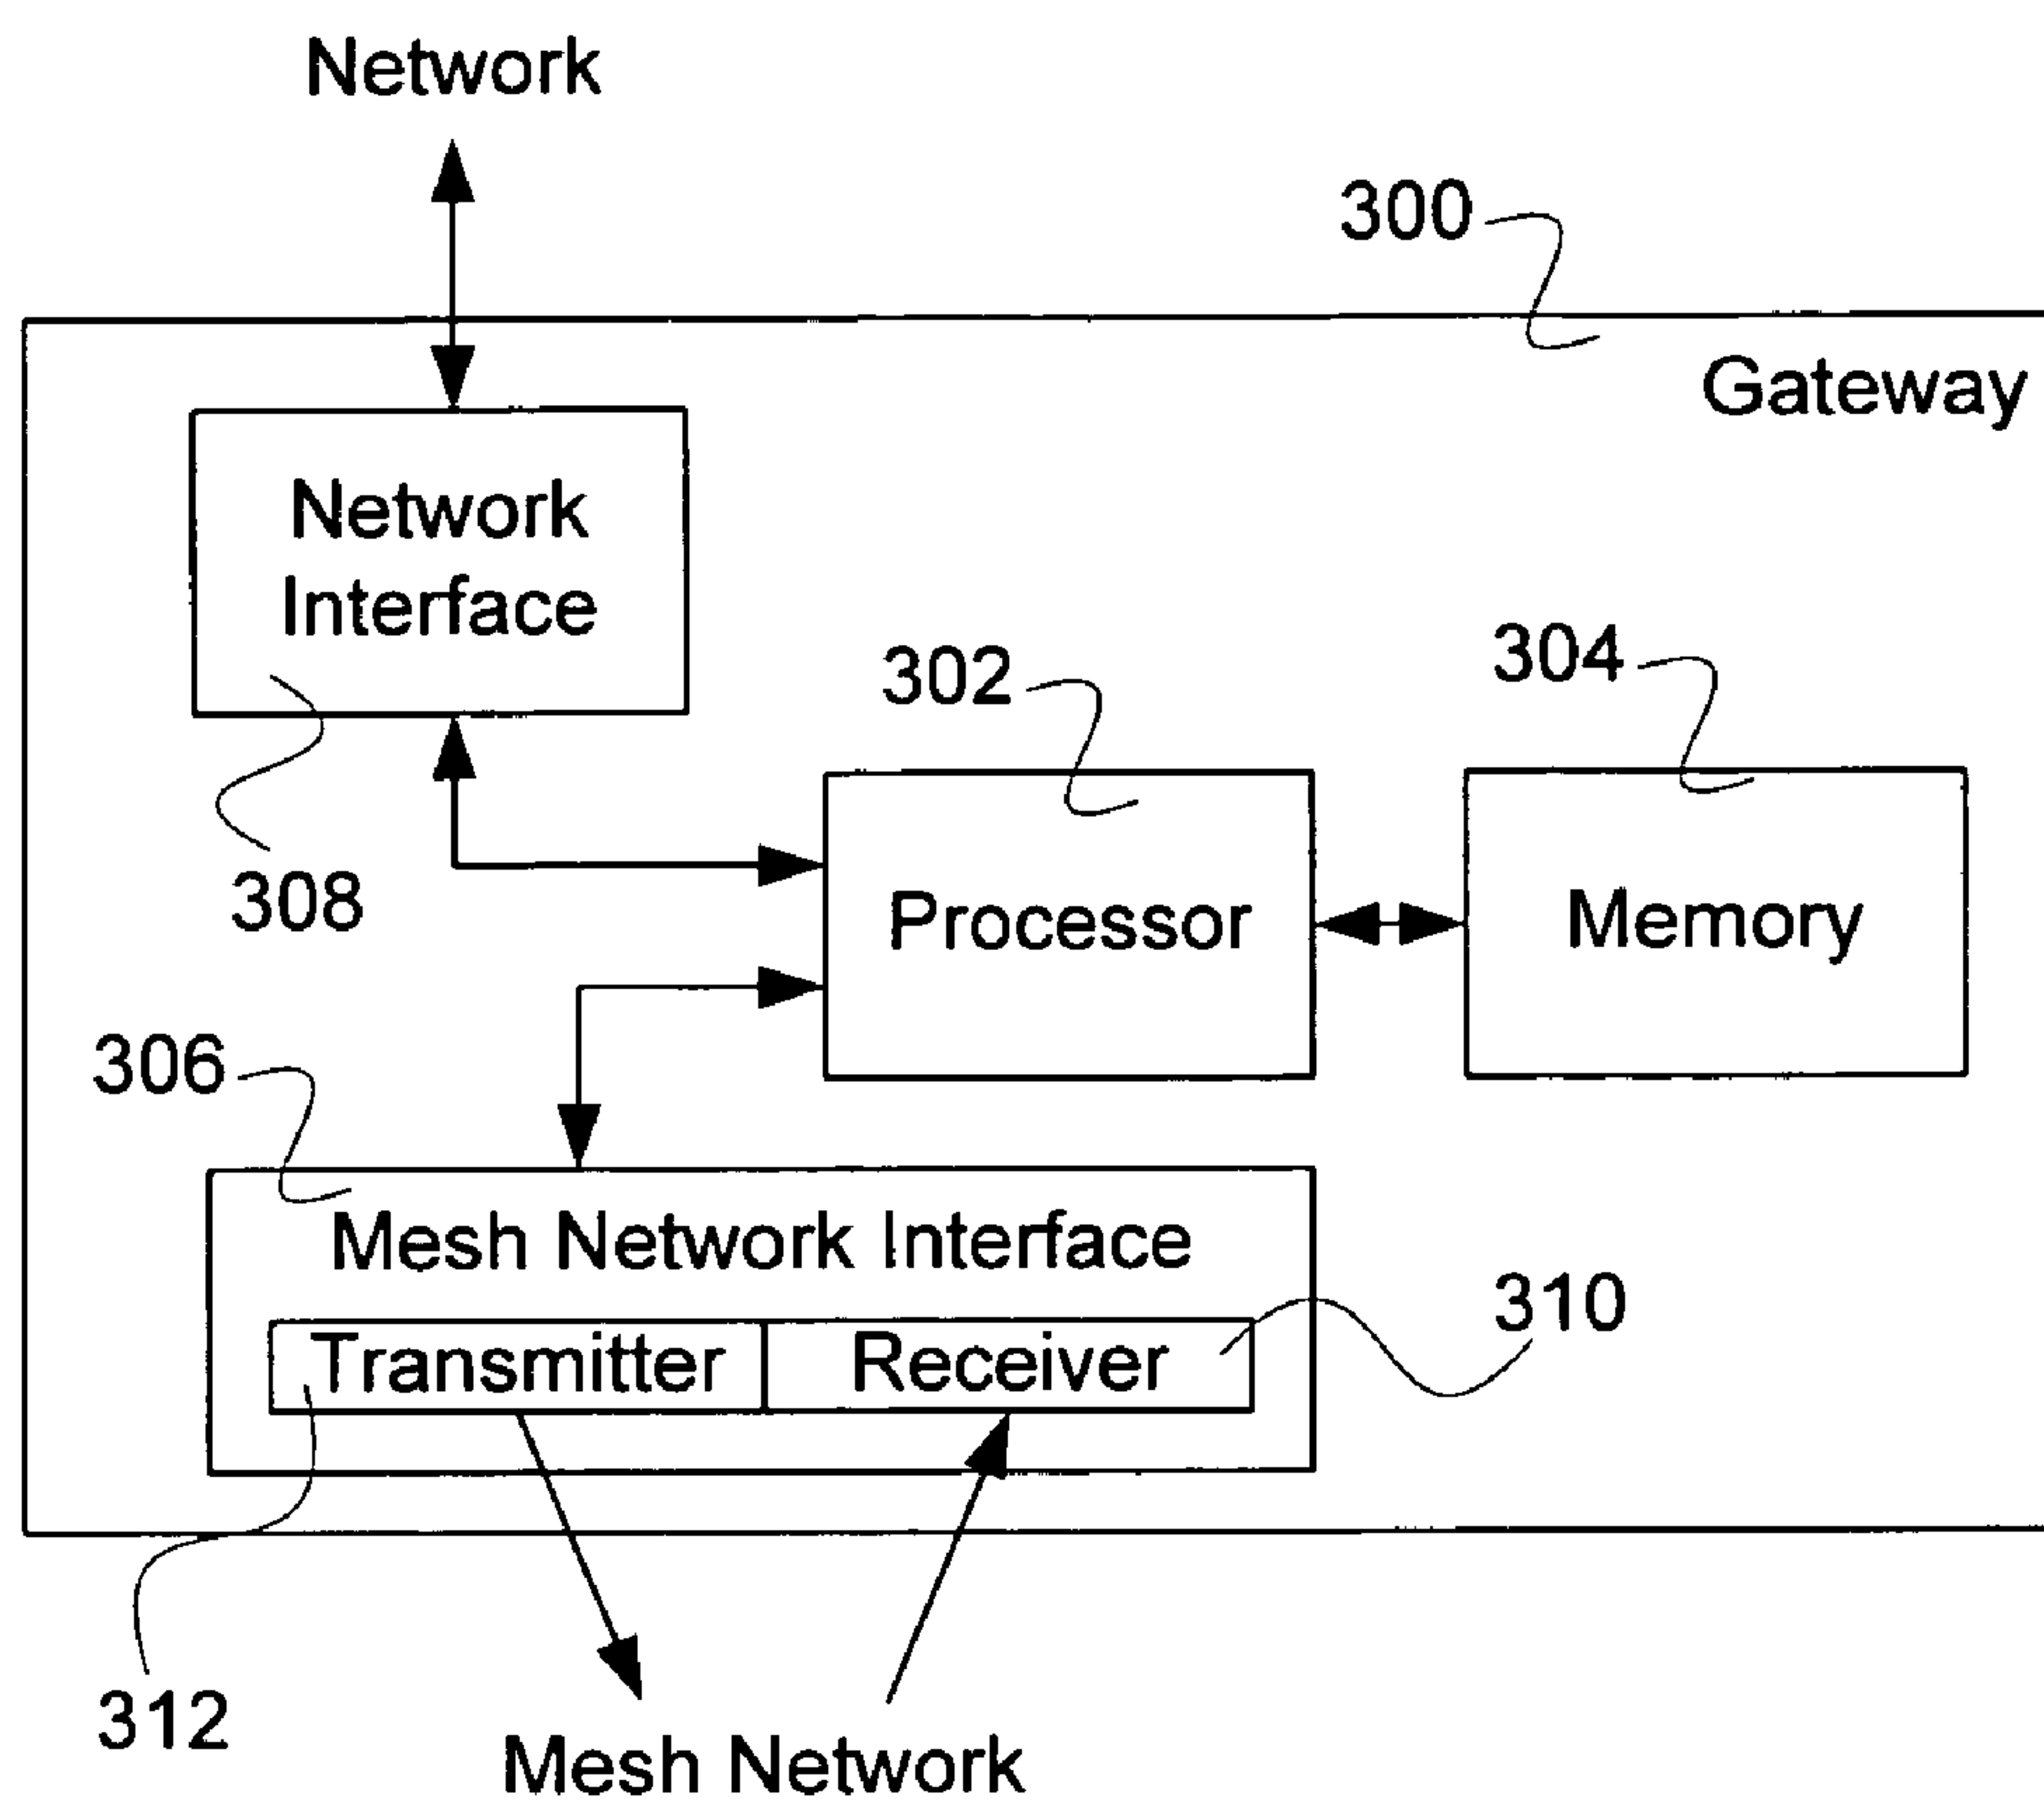 Network
300
Gateway
Network
Interface
302
304
308
Processor
Memory
306
Mesh Network Interface
310
Transmitter
Receiver
312
Mesh Network